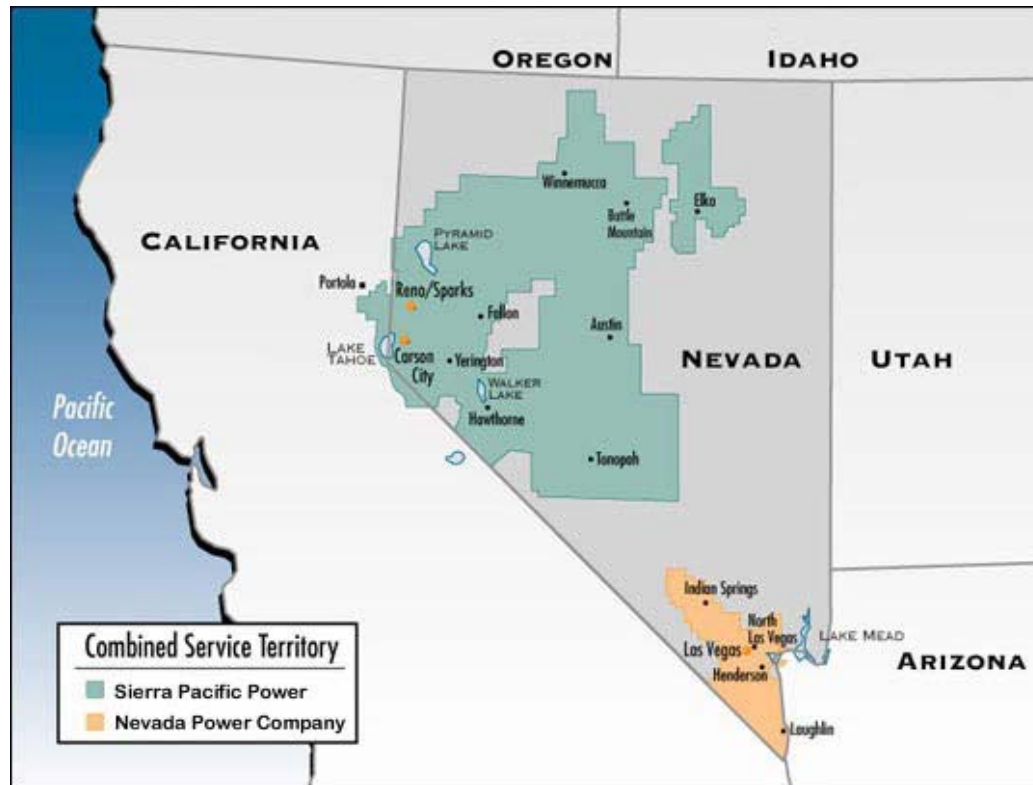 OREGON
IDAHO
Winnemucca
Battle
Mountain
Elko
CALIFORNIA
PYRAMID
LAKE
Portola
Reno/Sparks
Fallon
Austin
LAKE
TAHOE
Carson
City
Yerington
NEVADA
UTAH
WALKER
LAKE
Hawthorne
Pacific
Ocean
Tonopah
Indian Springs
North
Las Vegas
LAKE MEAD
Las Vegas
Henderson
ARIZONA
Laughlin
Combined Service Territory
Sierra Pacific Power
Nevada Power Company